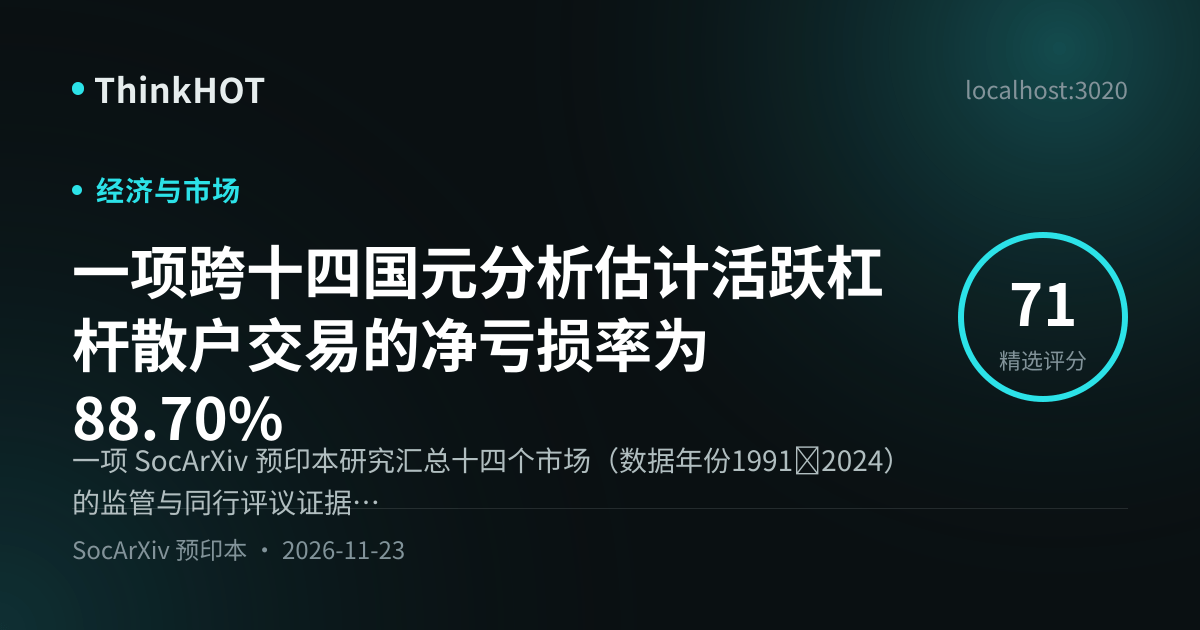 ThinkHOT
localhost:3020
经济与市场
一项跨十四国元分析估计活跃杠
杆散户交易的净亏损率为
88.70%
71
精选评分
一项 SocArXiv 预印本研究汇总十四个市场（数据年份1991☒2024）
的监管与同行评议证据…
SocArXiv 预印本 · 2026-11-23